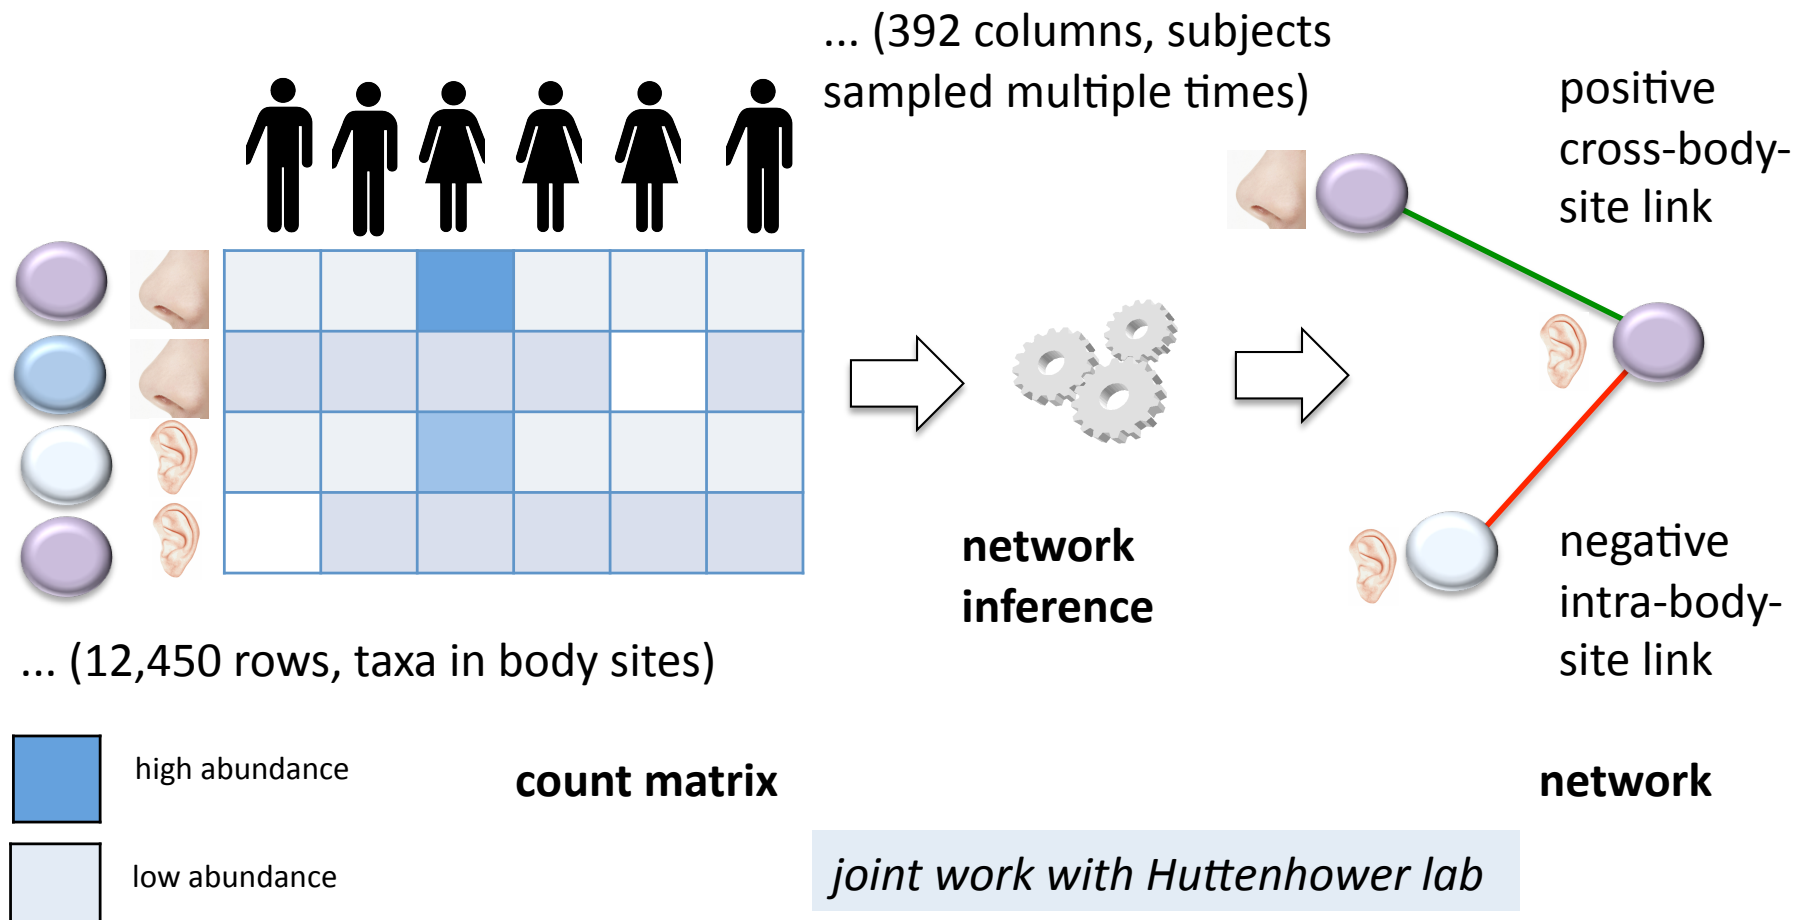 ... (392 columns, subjects
sampled multiple times)
positive
cross-body-
site link
network
inference
negative
intra-body-
site link
... (12,450 rows, taxa in body sites)
high abundance
count matrix
network
low abundance
joint work with Huttenhower lab